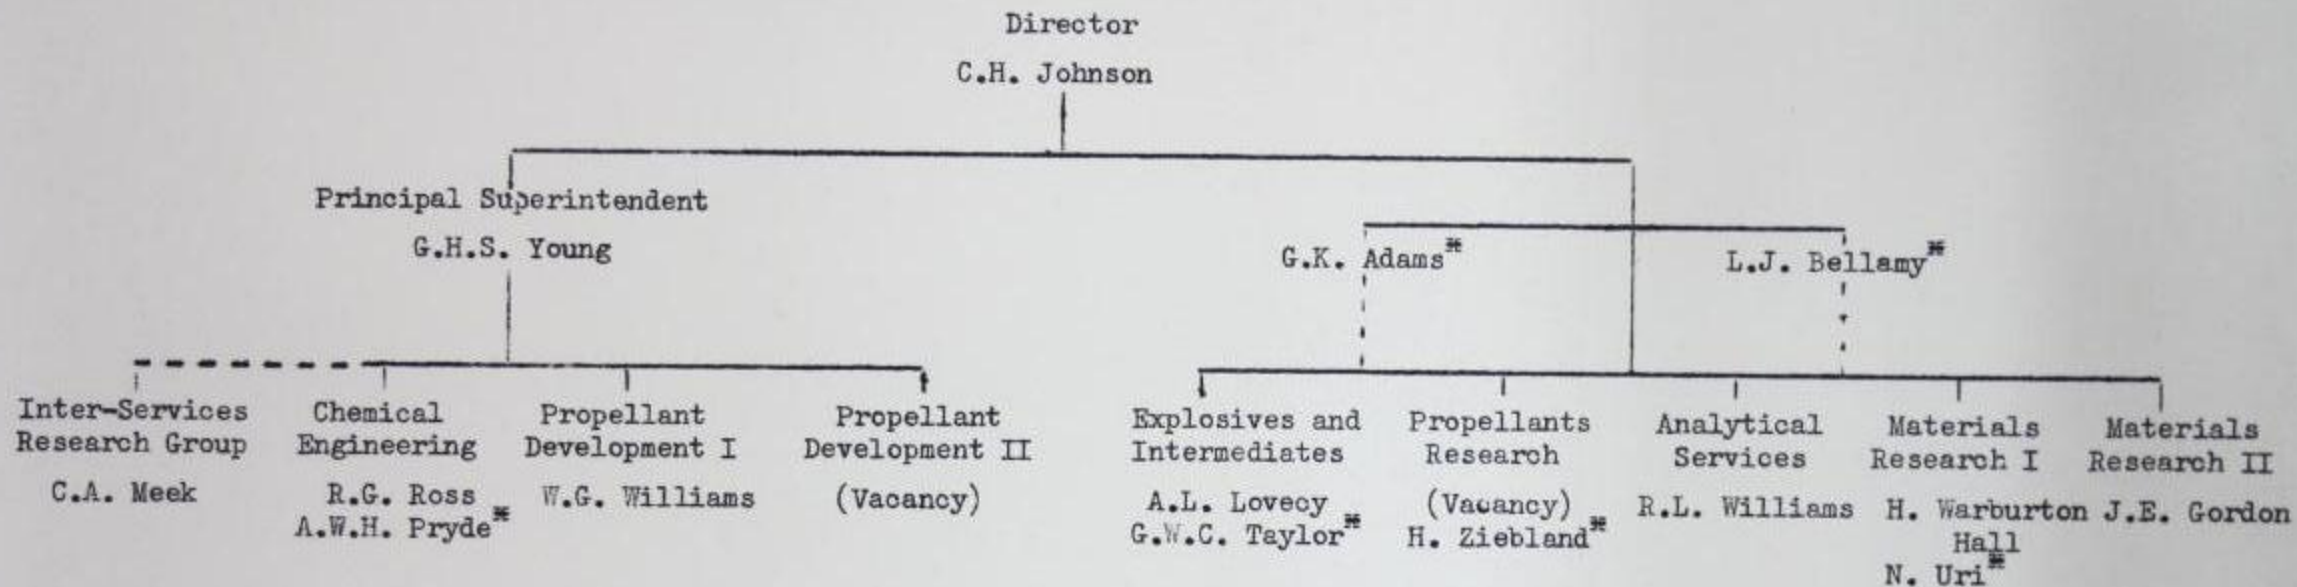 Director
C.H. Johnson
Principal Superintendent
G.H.S. Young
G.K. Adams*
L.J. Bellamy*
Inter-Services
Research Group
C.A. Meek
Chemical
Engineering
R.G. Ross
A.W.H. Pryde*
Propellant
Development I
W.G. Williams
Propellant
Development II
(Vacancy)
Explosives and
Intermediates
A.L. Lovecy
G.W.C. Taylor*
Propellants
Research
(Vacancy)
H. Ziebland*
Analytical
Services
R.L. Williams
Materials
Research I
H. Warburton
Hall
N. Uri*
Materials
Research II
J.E. Gordon